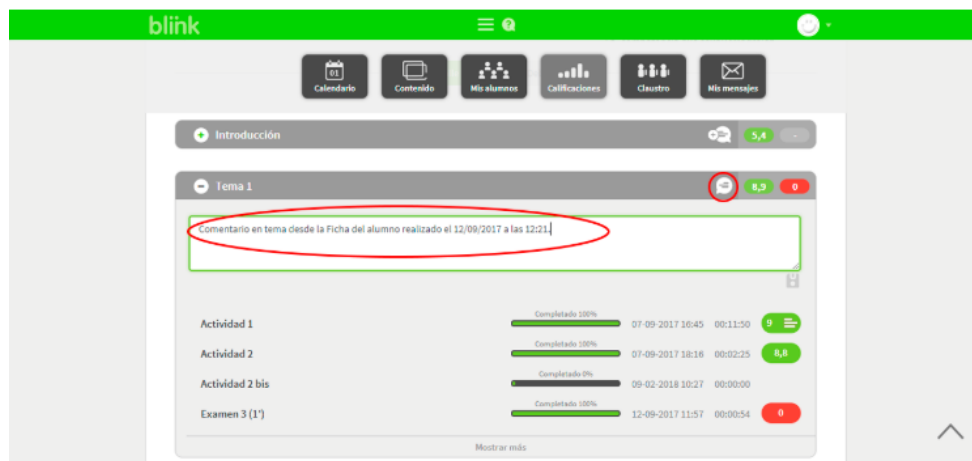 blink
01
Calendario
Contenido
Mis alumnos
Calificaciones
Claustro
Mis mensajes
Introducción
5,4
-
Tema 1
8,9
0
Comentario en tema desde la Ficha del alumno realizado el 12/09/2017 a las 12:21.
Actividad 1
Completado 100%
07-09-2017 16:45 00:11:50
9
Actividad 2
Completado 100%
07-09-2017 18:16 00:02:25
8,8
Actividad 2 bis
Completado 0%
09-02-2018 10:27 00:00:00
Examen 3 (1')
Completado 100%
12-09-2017 11:57 00:00:54
0
Mostrar más